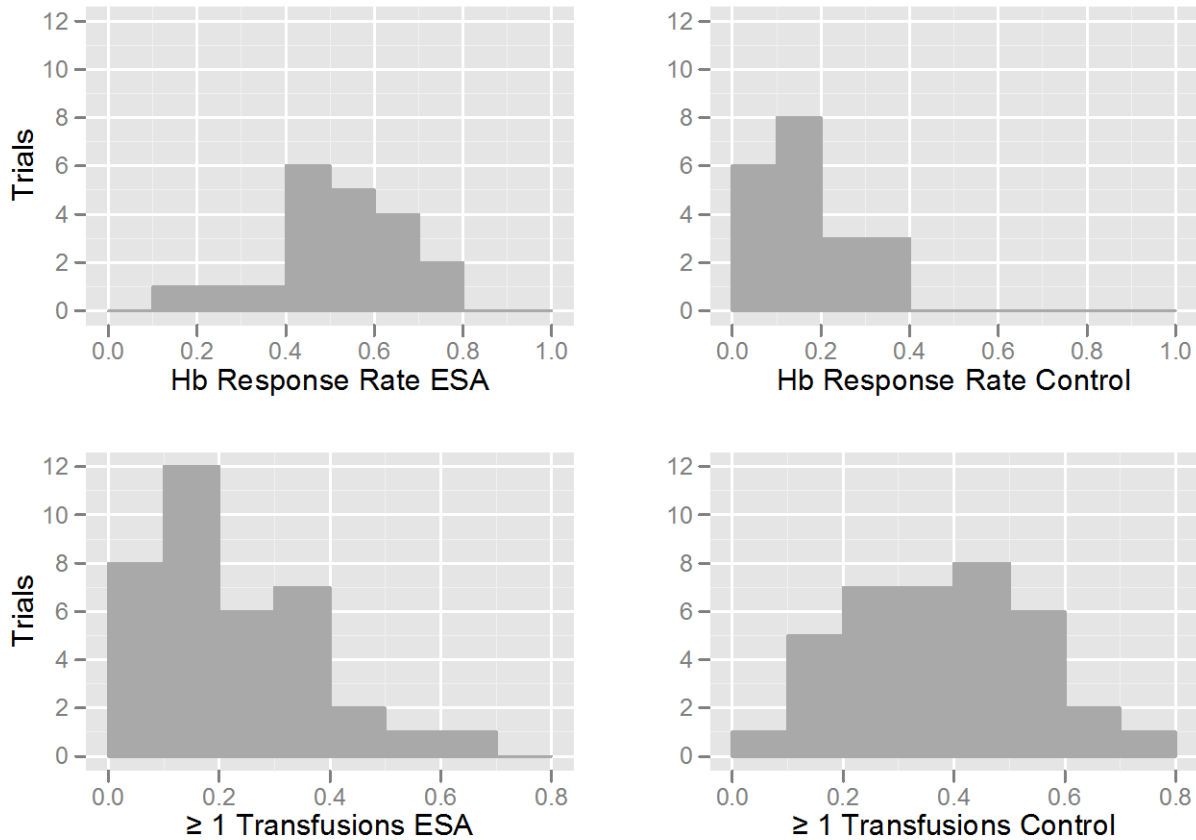 12
10
8
6
4
2
0
Trials
0.0 0.2 0.4 0.6 0.8 1.0
Hb Response Rate ESA
12
10
8
6
4
2
0
0.0 0.2 0.4 0.6 0.8 1.0
Hb Response Rate Control
12
10
8
6
4
2
0
Trials
0.0 0.2 0.4 0.6 0.8
≥ 1 Transfusions ESA
12
10
8
6
4
2
0
0.0 0.2 0.4 0.6 0.8
≥ 1 Transfusions Control